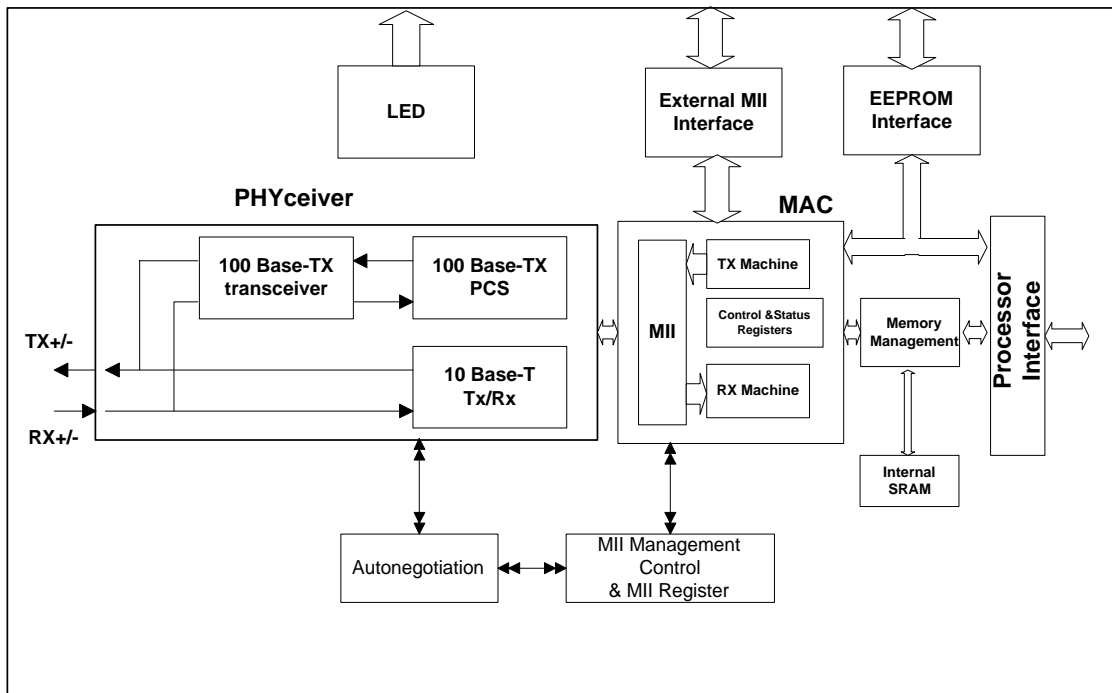 LED
External MII
Interface
EEPROM
Interface
PHYceiver
MAC
100 Base-TX
transceiver
100 Base-TX
PCS
TX Machine
MII
Control &Status
Registers
Memory
Management
Processor
Interface
TX+/-
10 Base-T
Tx/Rx
RX Machine
RX+/-
Internal
SRAM
Autonegotiation
MII Management
Control
& MII Register